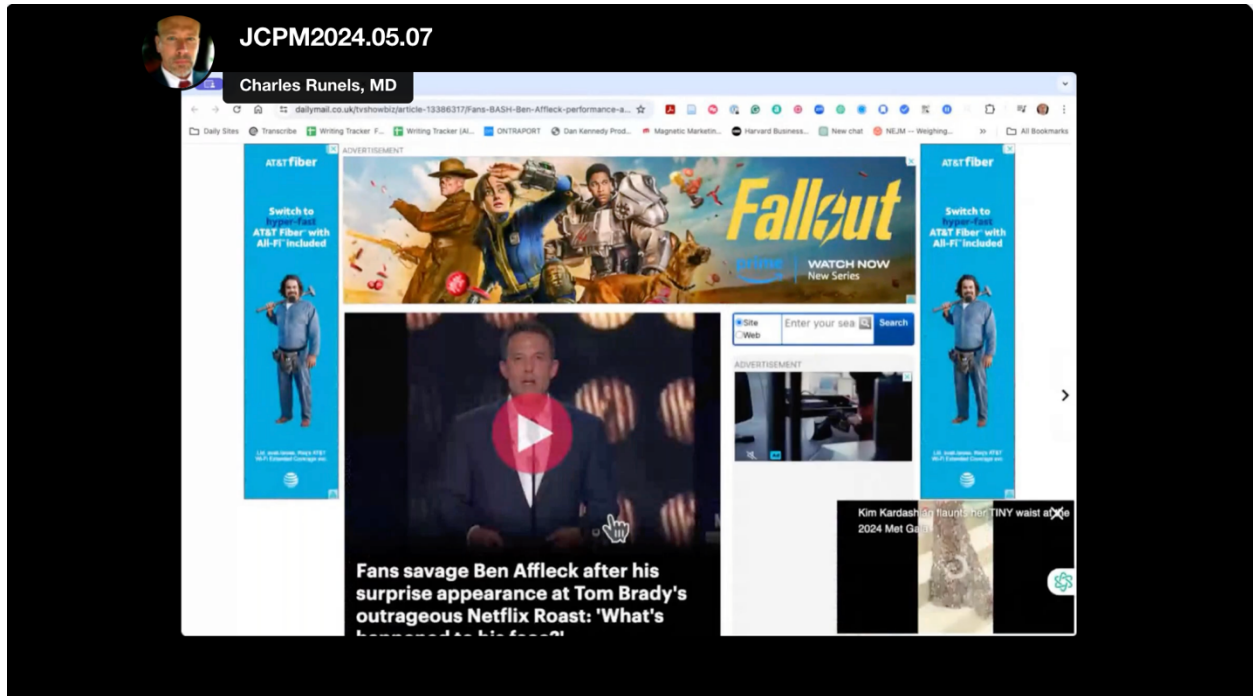 JCPM2024.05.07
Charles Runels, MD
dailymail.co.uk/tvshowbiz/article-13386317/Fans-BASH-Ben-Affleck-performance-a...
Daily Sites
Transcribe
Writing Tracker F...
Writing Tracker (Al...
ONTRAPORT
Dan Kennedy Prod...
Magnetic Marketin...
Harvard Business...
New chat
NEJM -- Weighing...
»
All Bookmarks
AT&T fiber
Switch to
hyper-fast
AT&T Fiber with
All-Fi included
ADVERTISEMENT
Fallout
prime
WATCH NOW
New Series
AT&T fiber
Switch to
hyper-fast
AT&T Fiber with
All-Fi included
Site
Web
Enter your sea
Search
ADVERTISEMENT
Ad
Kim Kardashian flaunts her TINY waist at the
2024 Met Gala
Fans savage Ben Affleck after his
surprise appearance at Tom Brady's
outrageous Netflix Roast: 'What's
happened to his face?'